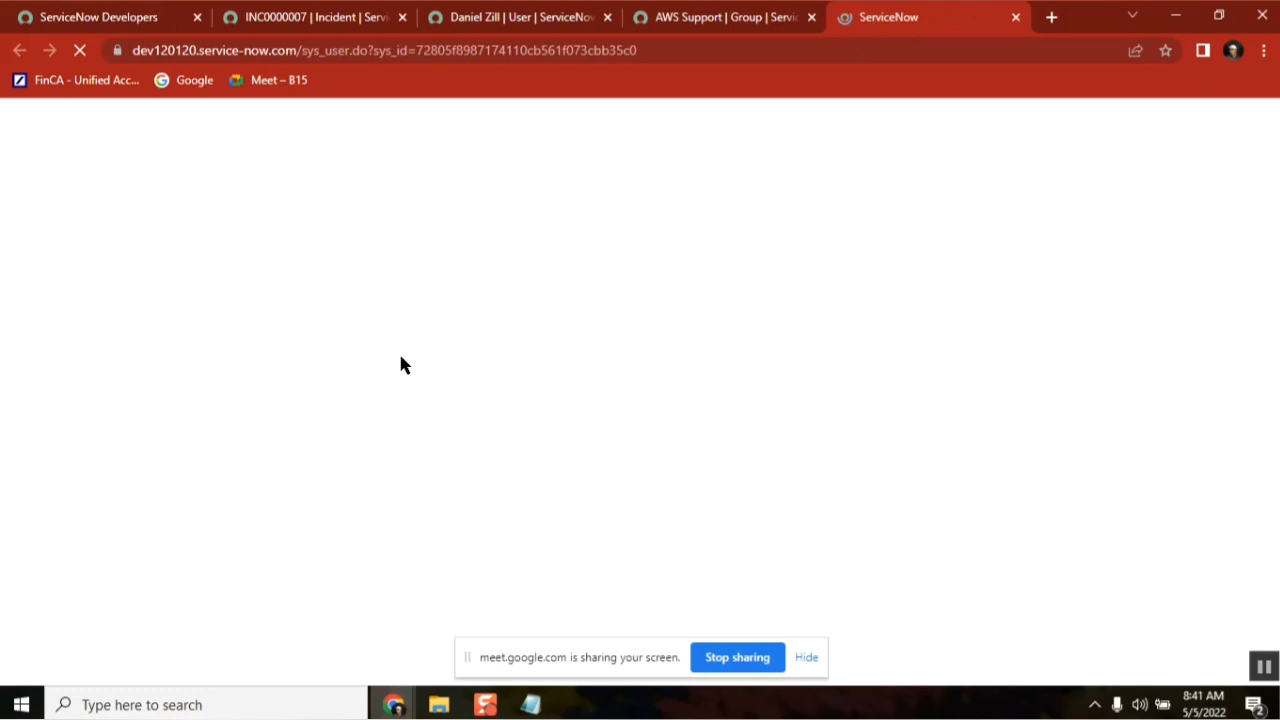 ServiceNow Developers
INC0000007 | Incident | Servi
Daniel Zill | User | ServiceNov
AWS Support | Group | Servic
ServiceNow
dev120120.service-now.com/sys_user.do?sys_id=72805f8987174110cb561f073cbb35c0
FinCA - Unified Acc...
Google
Meet – B15
meet.google.com is sharing your screen.
Stop sharing
Hide
Type here to search
8:41 AM
5/5/2022
2